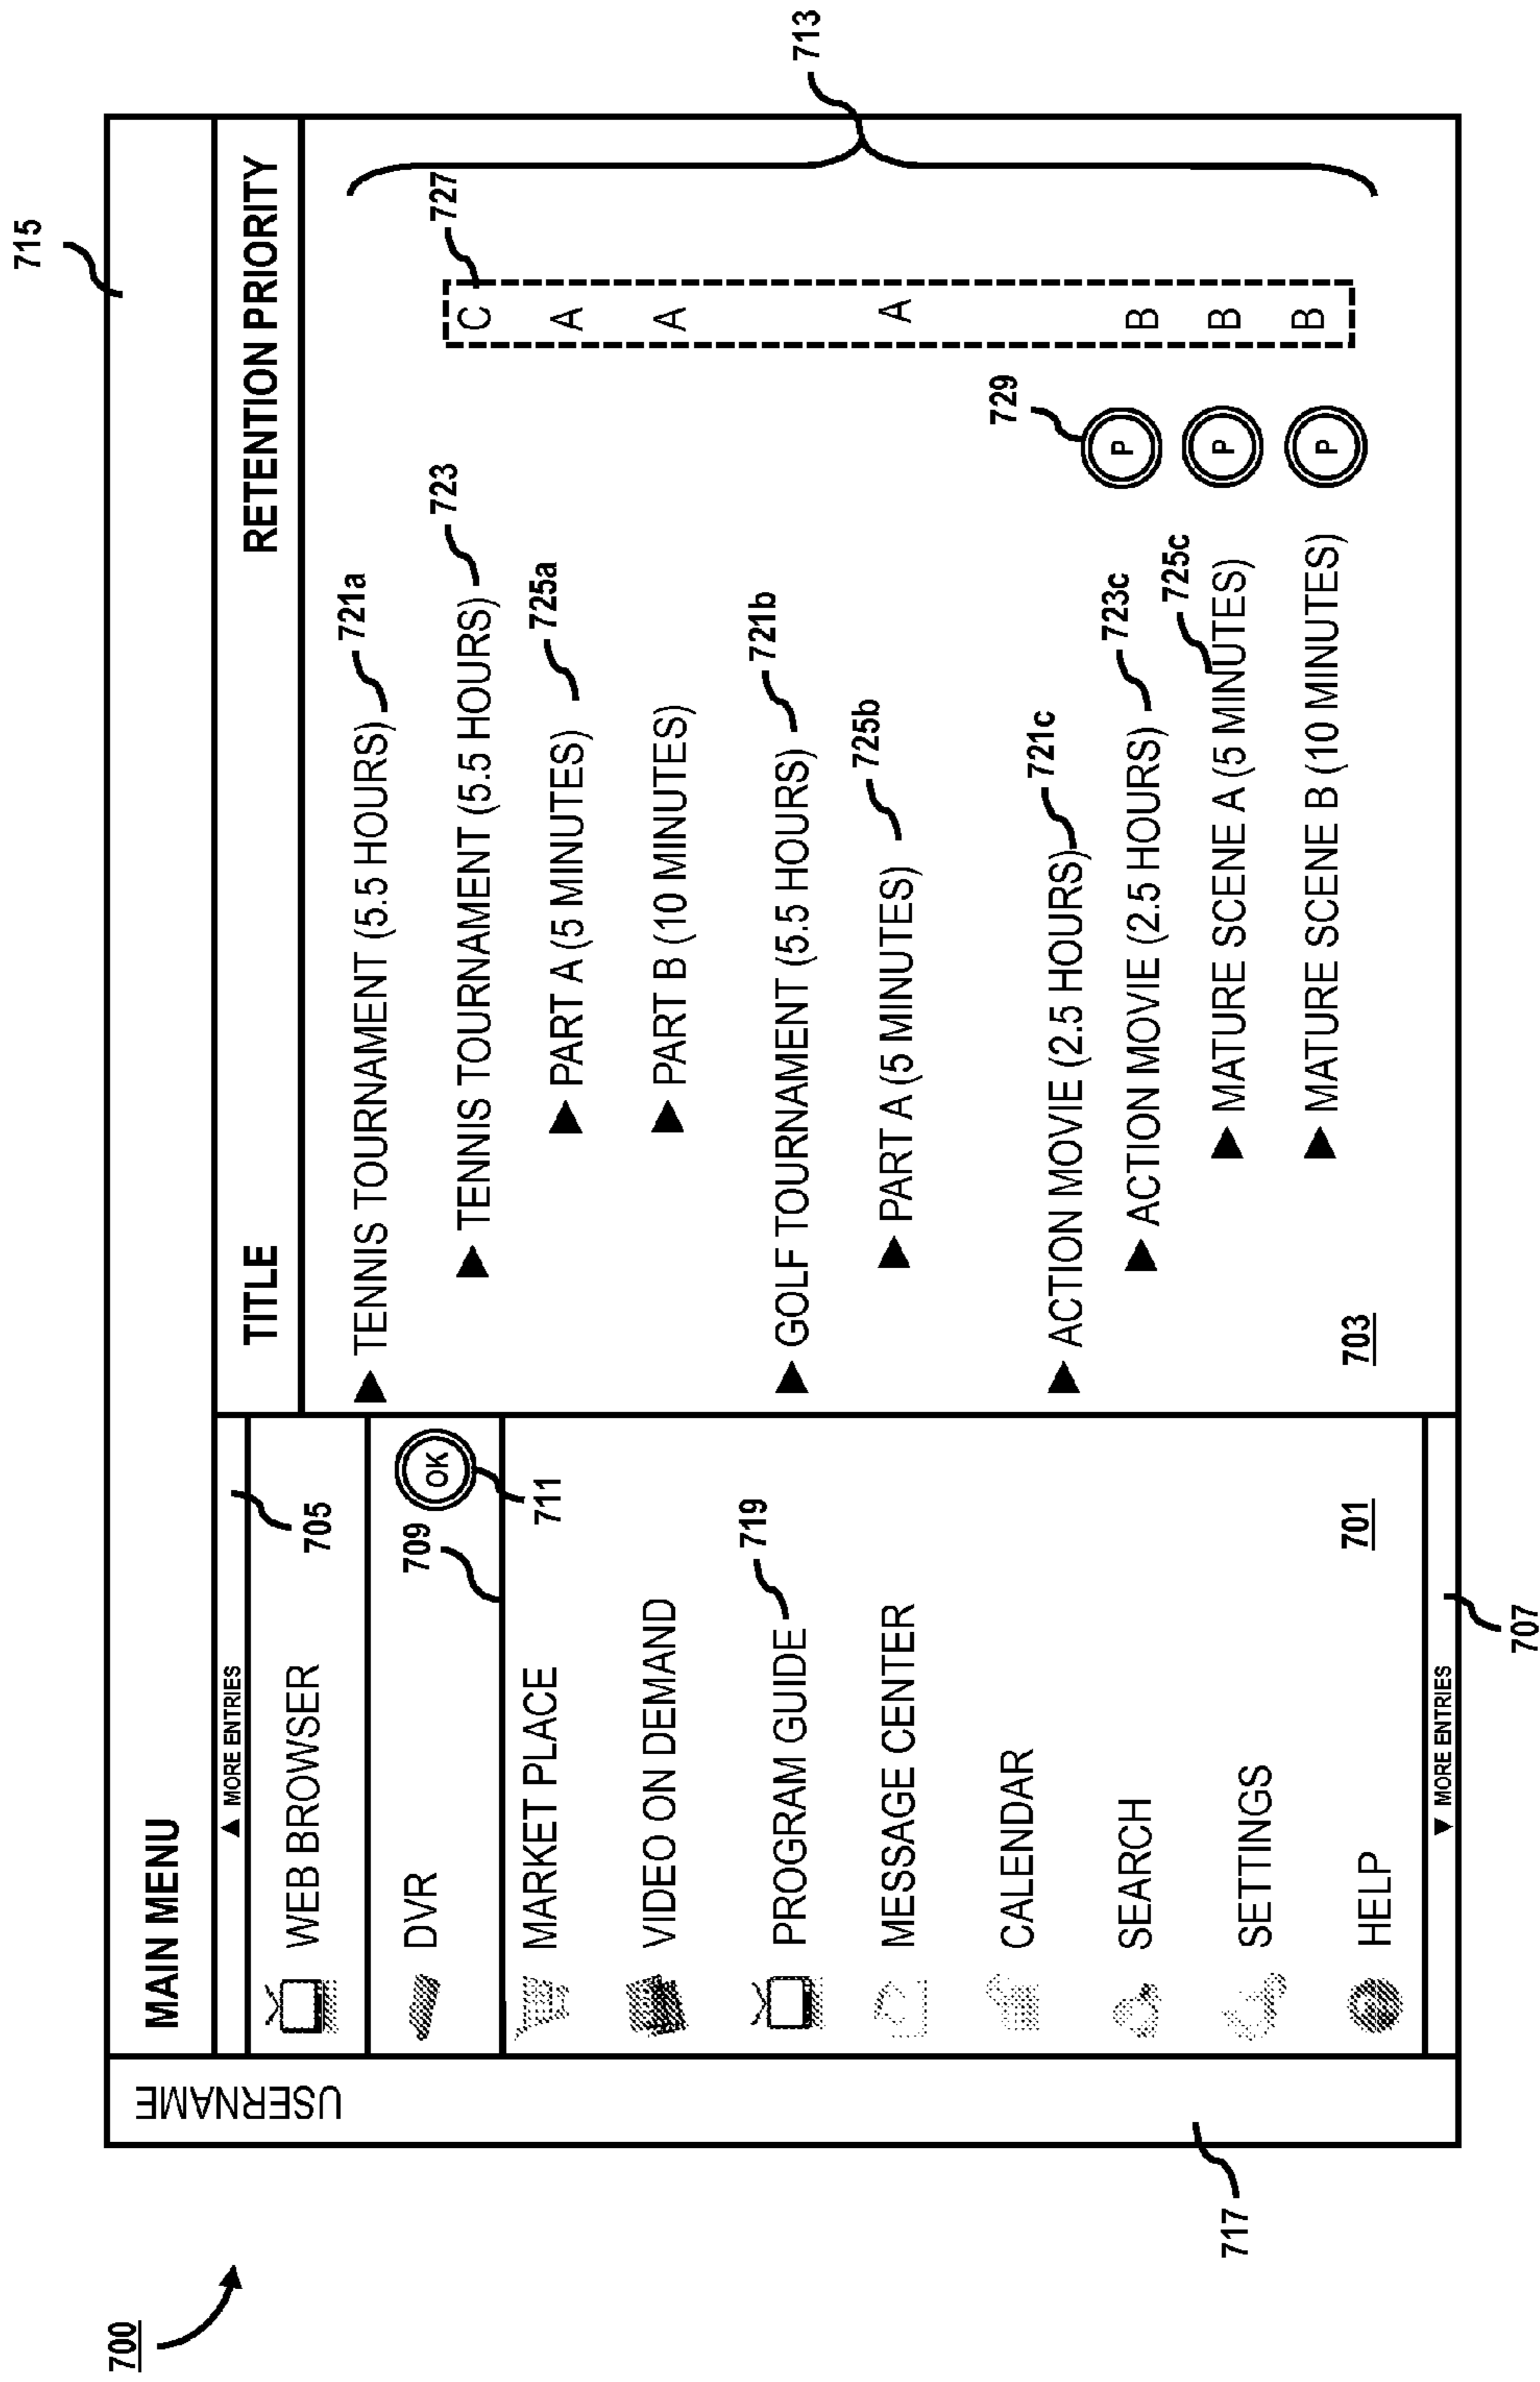 700
715
MAIN MENU
▲ MORE ENTRIES
705
WEB BROWSER
DVR
OK
709
711
MARKET PLACE
VIDEO ON DEMAND
PROGRAM GUIDE 719
MESSAGE CENTER
CALENDAR
SEARCH
SETTINGS
HELP
701
▼ MORE ENTRIES
707
USERNAME
717
TITLE RETENTION PRIORITY
▶ TENNIS TOURNAMENT (5.5 HOURS) 721a
▶ TENNIS TOURNAMENT (5.5 HOURS) 723 C 727
▶ PART A (5 MINUTES) 725a A
▶ PART B (10 MINUTES) A
▶ GOLF TOURNAMENT (5.5 HOURS) 721b
▶ PART A (5 MINUTES) 725b A
▶ ACTION MOVIE (2.5 HOURS) 721c
729
▶ ACTION MOVIE (2.5 HOURS) 723c P B
▶ MATURE SCENE A (5 MINUTES) 725c P B
▶ MATURE SCENE B (10 MINUTES) P B
703
713